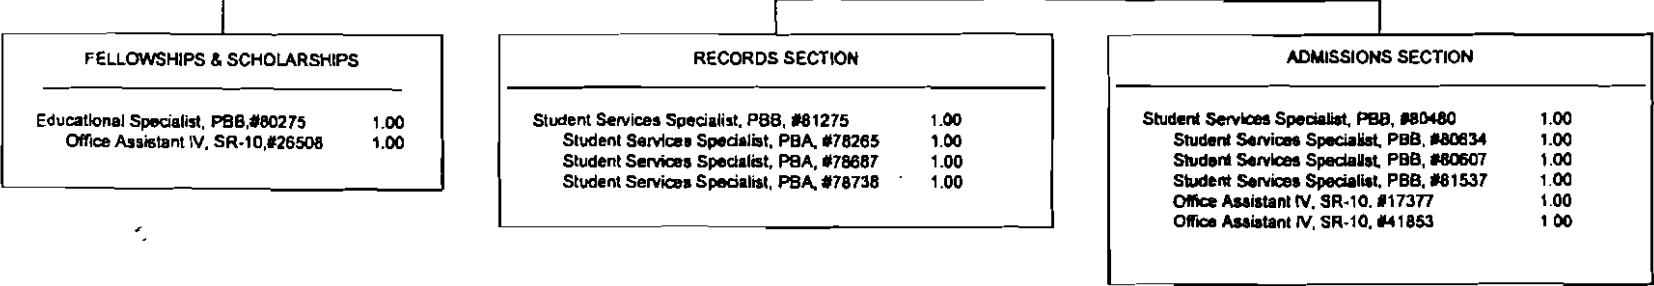 FELLOWSHIPS & SCHOLARSHIPS
Educational Specialist, PBB,#80275 1.00
Office Assistant IV, SR-10,#26508 1.00
RECORDS SECTION
Student Services Specialist, PBB, #81275 1.00
Student Services Specialist, PBA, #78265 1.00
Student Services Specialist, PBA, #78687 1.00
Student Services Specialist, PBA, #78738 1.00
ADMISSIONS SECTION
Student Services Specialist, PBB, #80480 1.00
Student Services Specialist, PBB, #80634 1.00
Student Services Specialist, PBB, #80607 1.00
Student Services Specialist, PBB, #81537 1.00
Office Assistant IV, SR-10, #17377 1.00
Office Assistant IV, SR-10, #41853 1 00